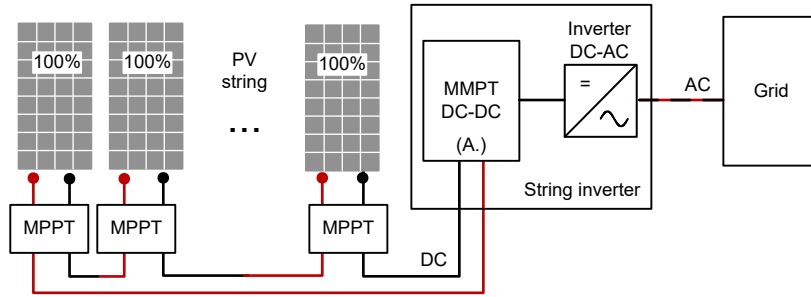 100%
100%
PV
string
...
100%
MPPT
MPPT
MPPT
DC
MMPT
DC-DC
(A.)
Inverter
DC-AC
=
String inverter
AC
Grid